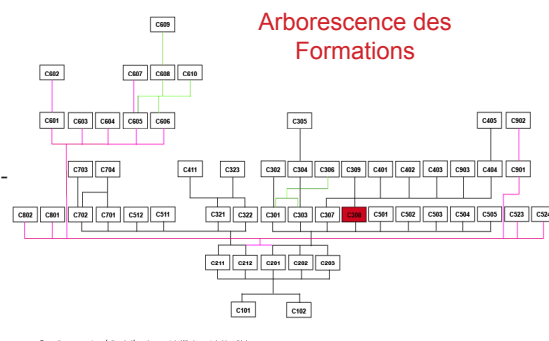 Arborescence des
Formations
C609
C602 C607 C608 C610
C601 C603 C604 C605 C606 C305 C405 C902
C703 C704 C411 C323 C302 C304 C306 C309 C401 C402 C403 C903 C404 C901
C802 C801 C702 C701 C512 C511 C321 C322 C301 C303 C307 C308 C501 C502 C503 C504 C505 C523 C524
C211 C212 C201 C202 C203
C101 C102